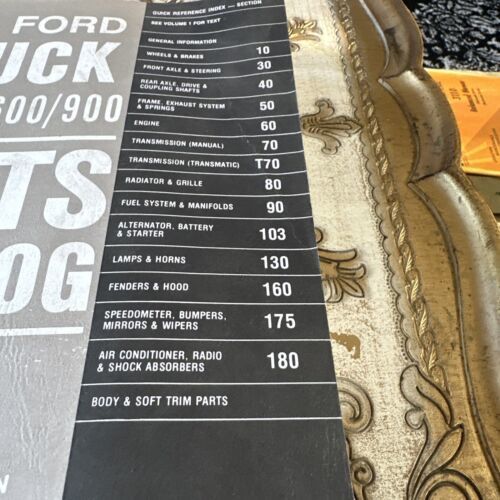 FORD
UCK
600/900
TS
OG
N
QUICK REFERENCE INDEX — SECTION
SEE VOLUME 1 FOR TEXT
GENERAL INFORMATION
WHEELS & BRAKES 10
FRONT AXLE & STEERING 30
REAR AXLE, DRIVE &
COUPLING SHAFTS 40
FRAME, EXHAUST SYSTEM
& SPRINGS 50
ENGINE 60
TRANSMISSION (MANUAL) 70
TRANSMISSION (TRANSMATIC) T70
RADIATOR & GRILLE 80
FUEL SYSTEM & MANIFOLDS 90
ALTERNATOR, BATTERY
& STARTER 103
LAMPS & HORNS 130
FENDERS & HOOD 160
SPEEDOMETER, BUMPERS,
MIRRORS & WIPERS 175
AIR CONDITIONER, RADIO
& SHOCK ABSORBERS 180
BODY & SOFT TRIM PARTS